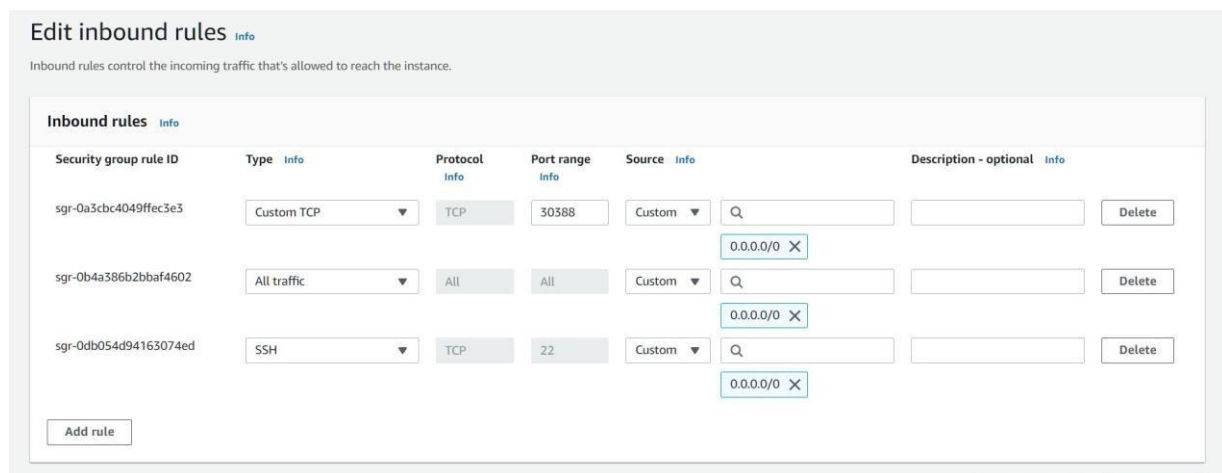 Edit inbound rules Info
Inbound rules control the incoming traffic that's allowed to reach the instance.
Inbound rules Info
Security group rule ID Type Info Protocol Info Port range Info Source Info Description - optional Info
sgr-0a3cbc4049ffec3e3 Custom TCP TCP 30388 Custom Delete
0.0.0.0/0
sgr-0b4a386b2bbaf4602 All traffic All All Custom Delete
0.0.0.0/0
sgr-0db054d94163074ed SSH TCP 22 Custom Delete
0.0.0.0/0
Add rule